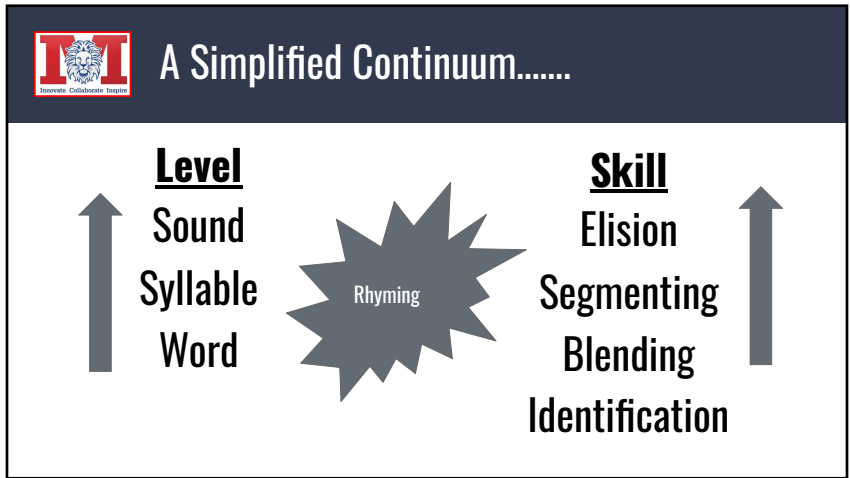 M
Innovate Collaborate Inspire
A Simplified Continuum.......
Level
Sound
Syllable
Word
Rhyming
Skill
Elision
Segmenting
Blending
Identification